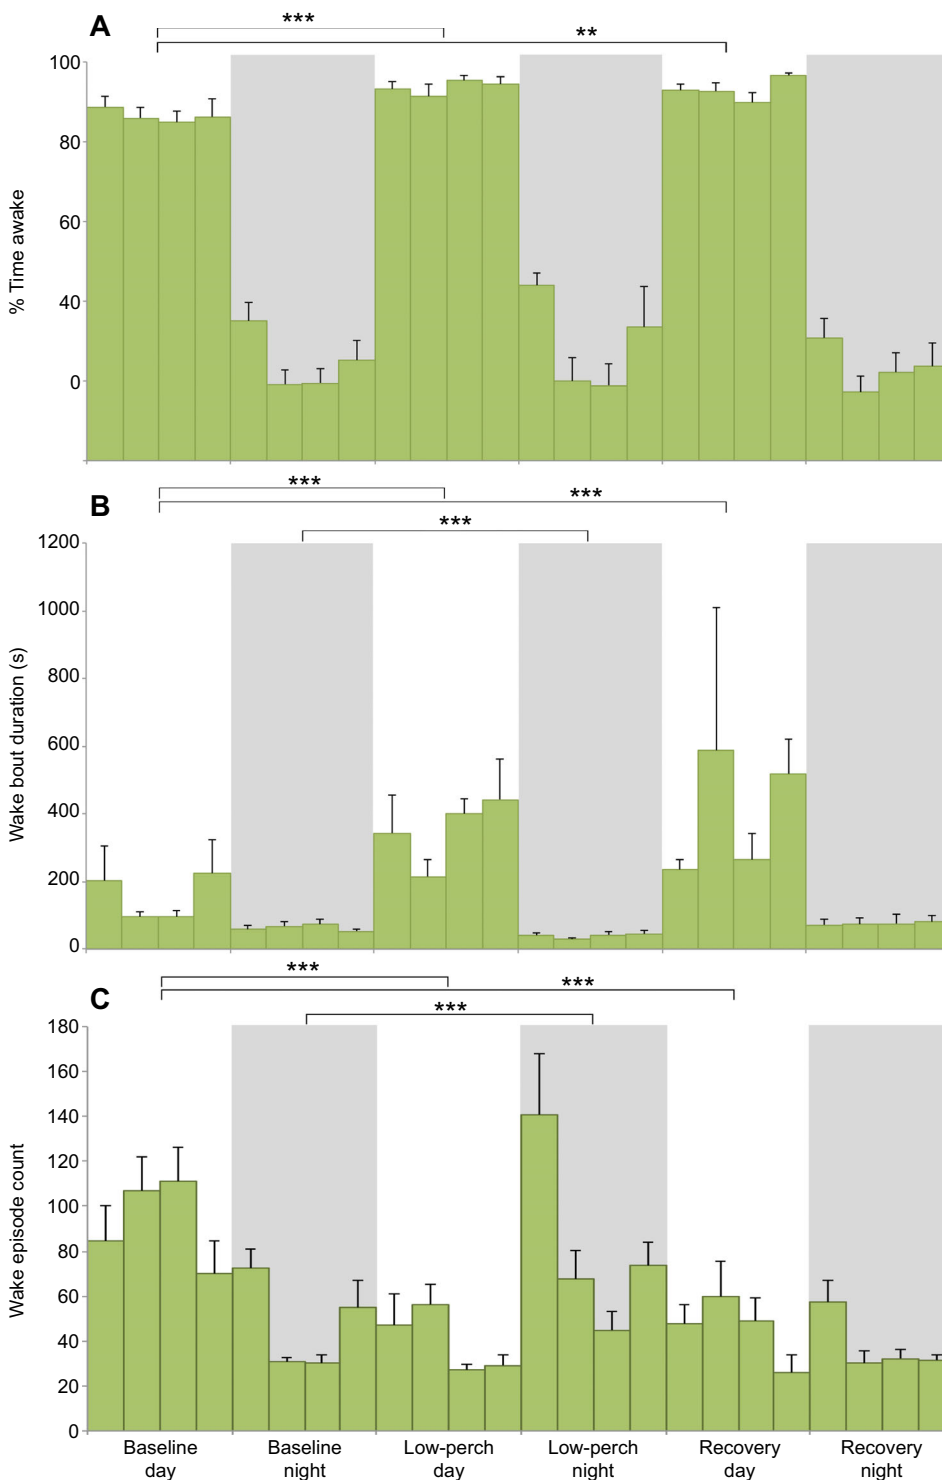 A
***
**
100
80
60
40
0
% Time awake
B
***
***
***
1200
1000
800
600
400
200
0
Wake bout duration (s)
C
***
***
***
180
160
140
120
100
80
60
40
20
0
Wake episode count
Baseline
day
Baseline
night
Low-perch
day
Low-perch
night
Recovery
day
Recovery
night